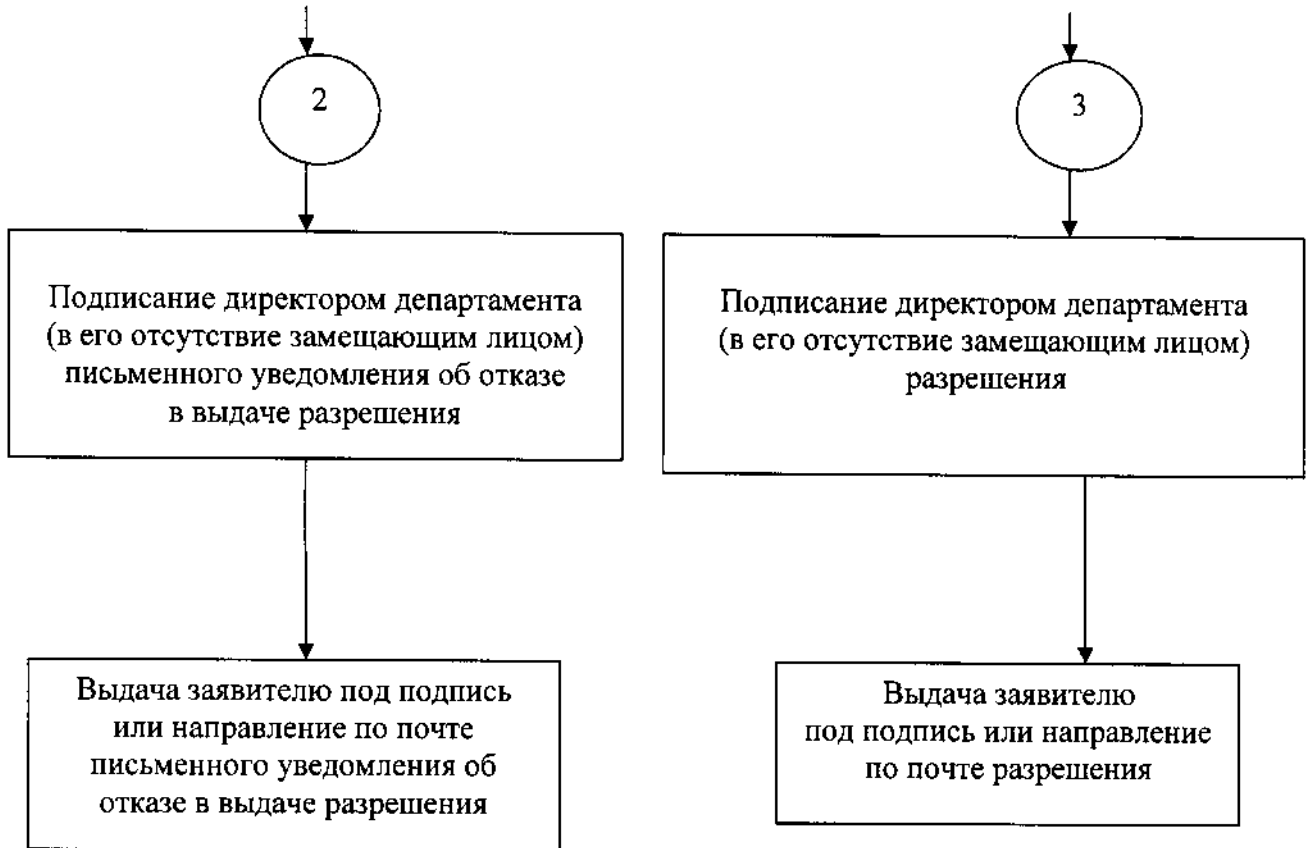 2
3
Подписание директором департамента
(в его отсутствие замещающим лицом)
письменного уведомления об отказе
в выдаче разрешения
Подписание директором департамента
(в его отсутствие замещающим лицом)
разрешения
Выдача заявителю под подпись
или направление по почте
письменного уведомления об
отказе в выдаче разрешения
Выдача заявителю
под подпись или направление
по почте разрешения